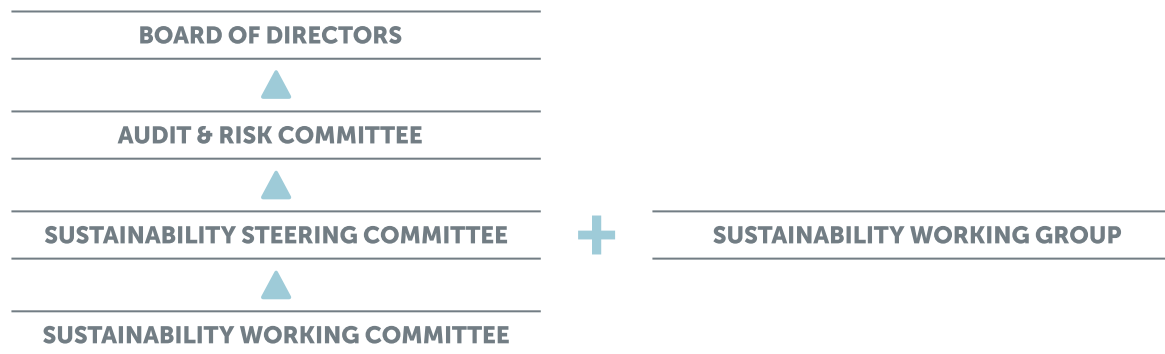 BOARD OF DIRECTORS
AUDIT & RISK COMMITTEE
SUSTAINABILITY STEERING COMMITTEE
SUSTAINABILITY WORKING GROUP
SUSTAINABILITY WORKING COMMITTEE